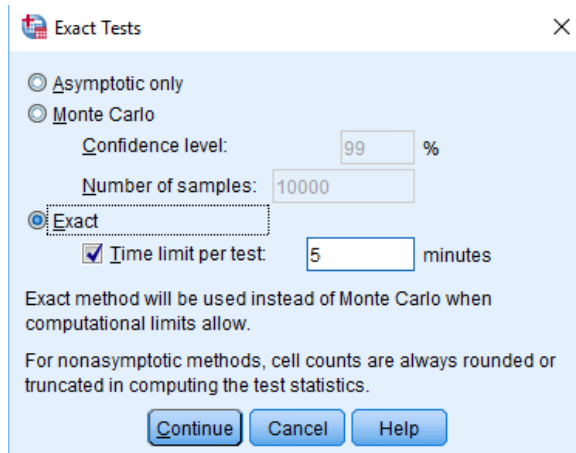 Exact Tests
Asymptotic only
Monte Carlo
Confidence level: 99 %
Number of samples: 10000
Exact
Time limit per test: 5 minutes
Exact method will be used instead of Monte Carlo when
computational limits allow.
For nonasymptotic methods, cell counts are always rounded or
truncated in computing the test statistics.
Continue Cancel Help